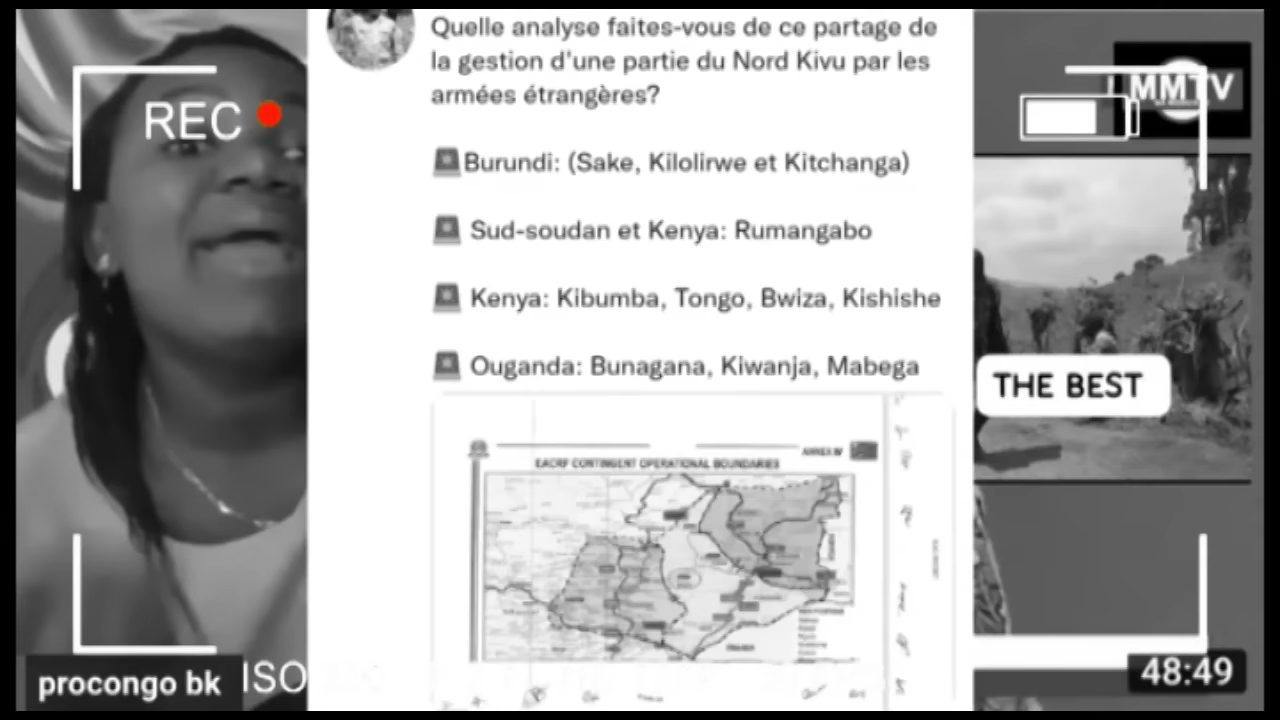 Quelle analyse faites-vous de ce partage de
la gestion d'une partie du Nord Kivu par les
armées étrangères?
REC
MMTV
Burundi: (Sake, Kilolirwe et Kitchanga)
Sud-soudan et Kenya: Rumangabo
Kenya: Kibumba, Tongo, Bwiza, Kishishe
Ouganda: Bunagana, Kiwanja, Mabega
THE BEST
ANNEX IV
EACRF CONTINGENT OPERATIONAL BOUNDARIES
procongo bk
ISO
48:49